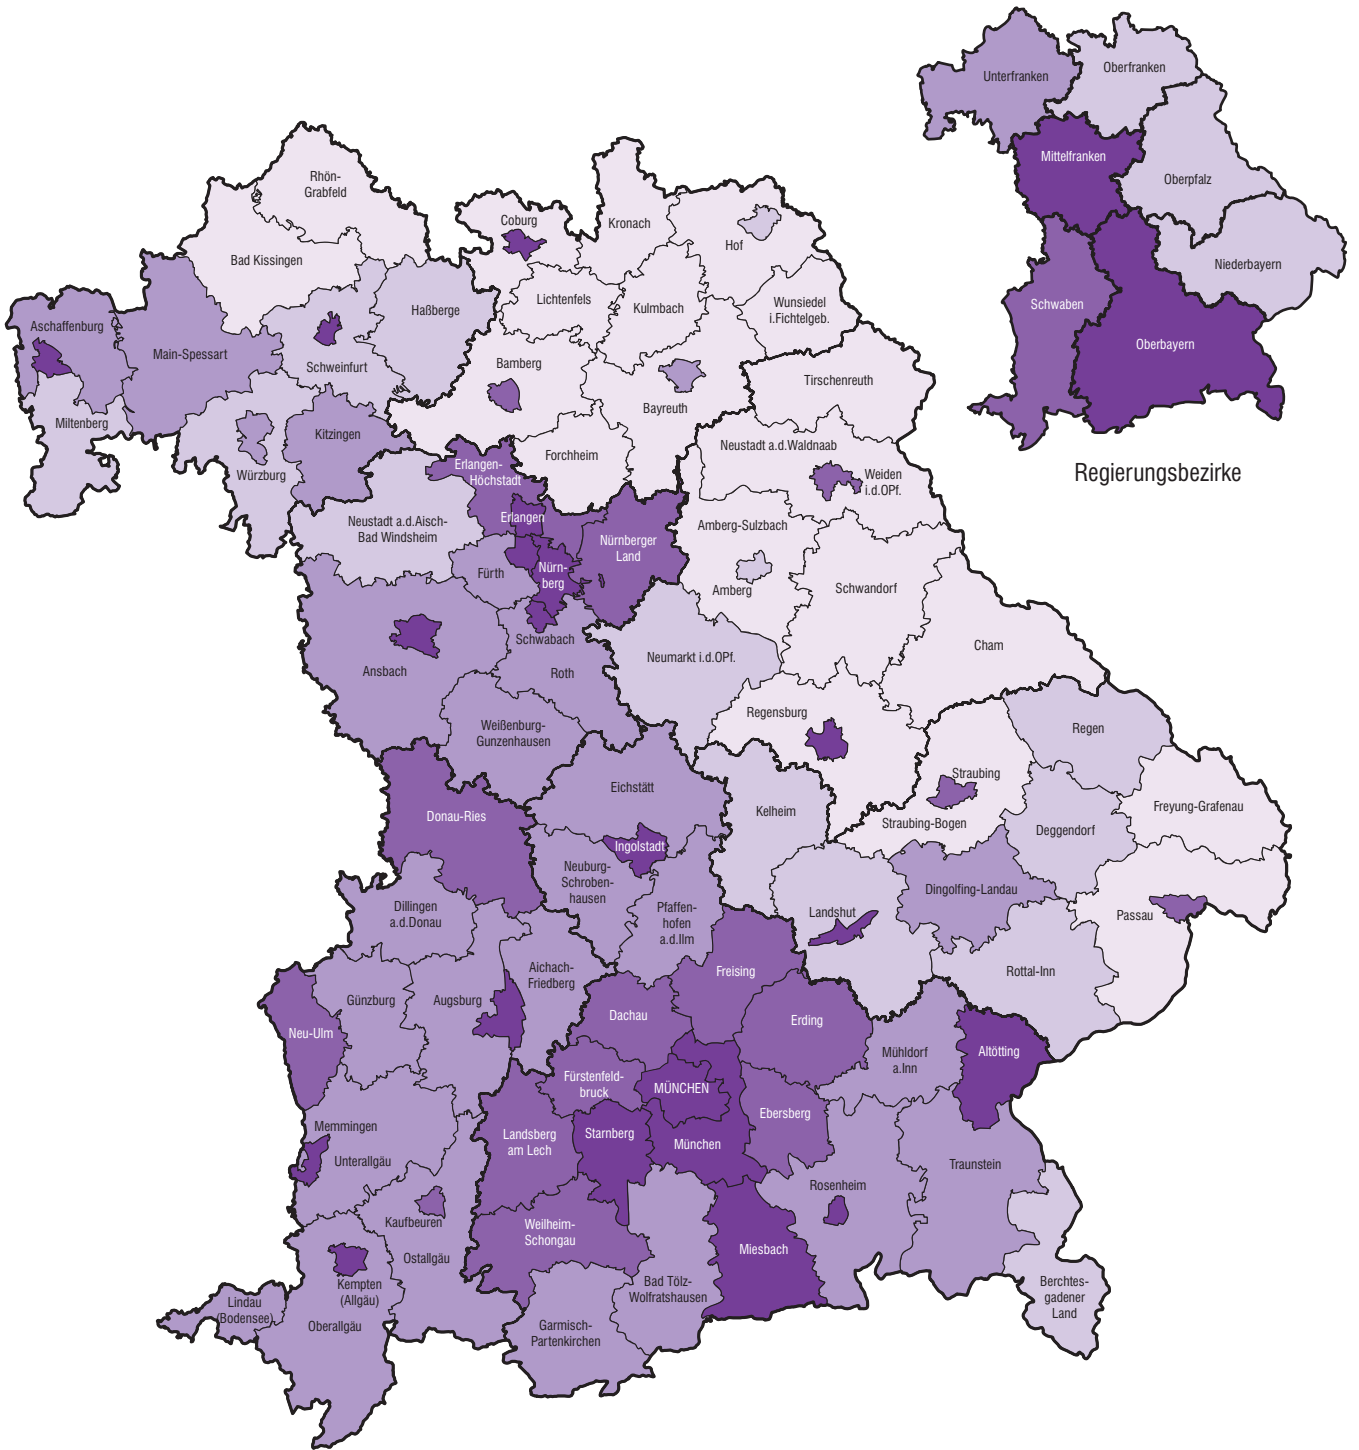 Unterfranken
Oberfranken
Mittelfranken
Oberpfalz
Niederbayern
Schwaben
Oberbayern
Regierungsbezirke
Rhön-
Grabfeld
Coburg
Kronach
Hof
Bad Kissingen
Lichtenfels
Kulmbach
Wunsiedel
i.Fichtelgeb.
Haßberge
Aschaffenburg
Main-Spessart
Schweinfurt
Bamberg
Bayreuth
Tirschenreuth
Miltenberg
Kitzingen
Würzburg
Forchheim
Neustadt a.d.Waldnaab
Weiden
i.d.OPf.
Erlangen-
Höchstadt
Erlangen
Neustadt a.d.Aisch-
Bad Windsheim
Nürnberger
Land
Amberg-Sulzbach
Amberg
Fürth
Nürn-
berg
Schwandorf
Schwabach
Roth
Ansbach
Neumarkt i.d.OPf.
Cham
Weißenburg-
Gunzenhausen
Regensburg
Regen
Eichstätt
Straubing
Freyung-Grafenau
Donau-Ries
Kelheim
Straubing-Bogen
Deggendorf
Ingolstadt
Neuburg-
Schroben-
hausen
Dingolfing-Landau
Dillingen
a.d.Donau
Pfaffen-
hofen
a.d.Ilm
Landshut
Passau
Freising
Rottal-Inn
Aichach-
Friedberg
Günzburg
Augsburg
Neu-Ulm
Dachau
Erding
Mühldorf
a.Inn
Altötting
Fürstenfeld-
bruck
MÜNCHEN
Ebersberg
Memmingen
Unterallgäu
Landsberg
am Lech
Starnberg
München
Traunstein
Rosenheim
Kaufbeuren
Ostallgäu
Weilheim-
Schongau
Miesbach
Kempten
(Allgäu)
Bad Tölz-
Wolfratshausen
Berchtes-
gadener
Land
Lindau
(Bodensee)
Oberallgäu
Garmisch-
Partenkirchen